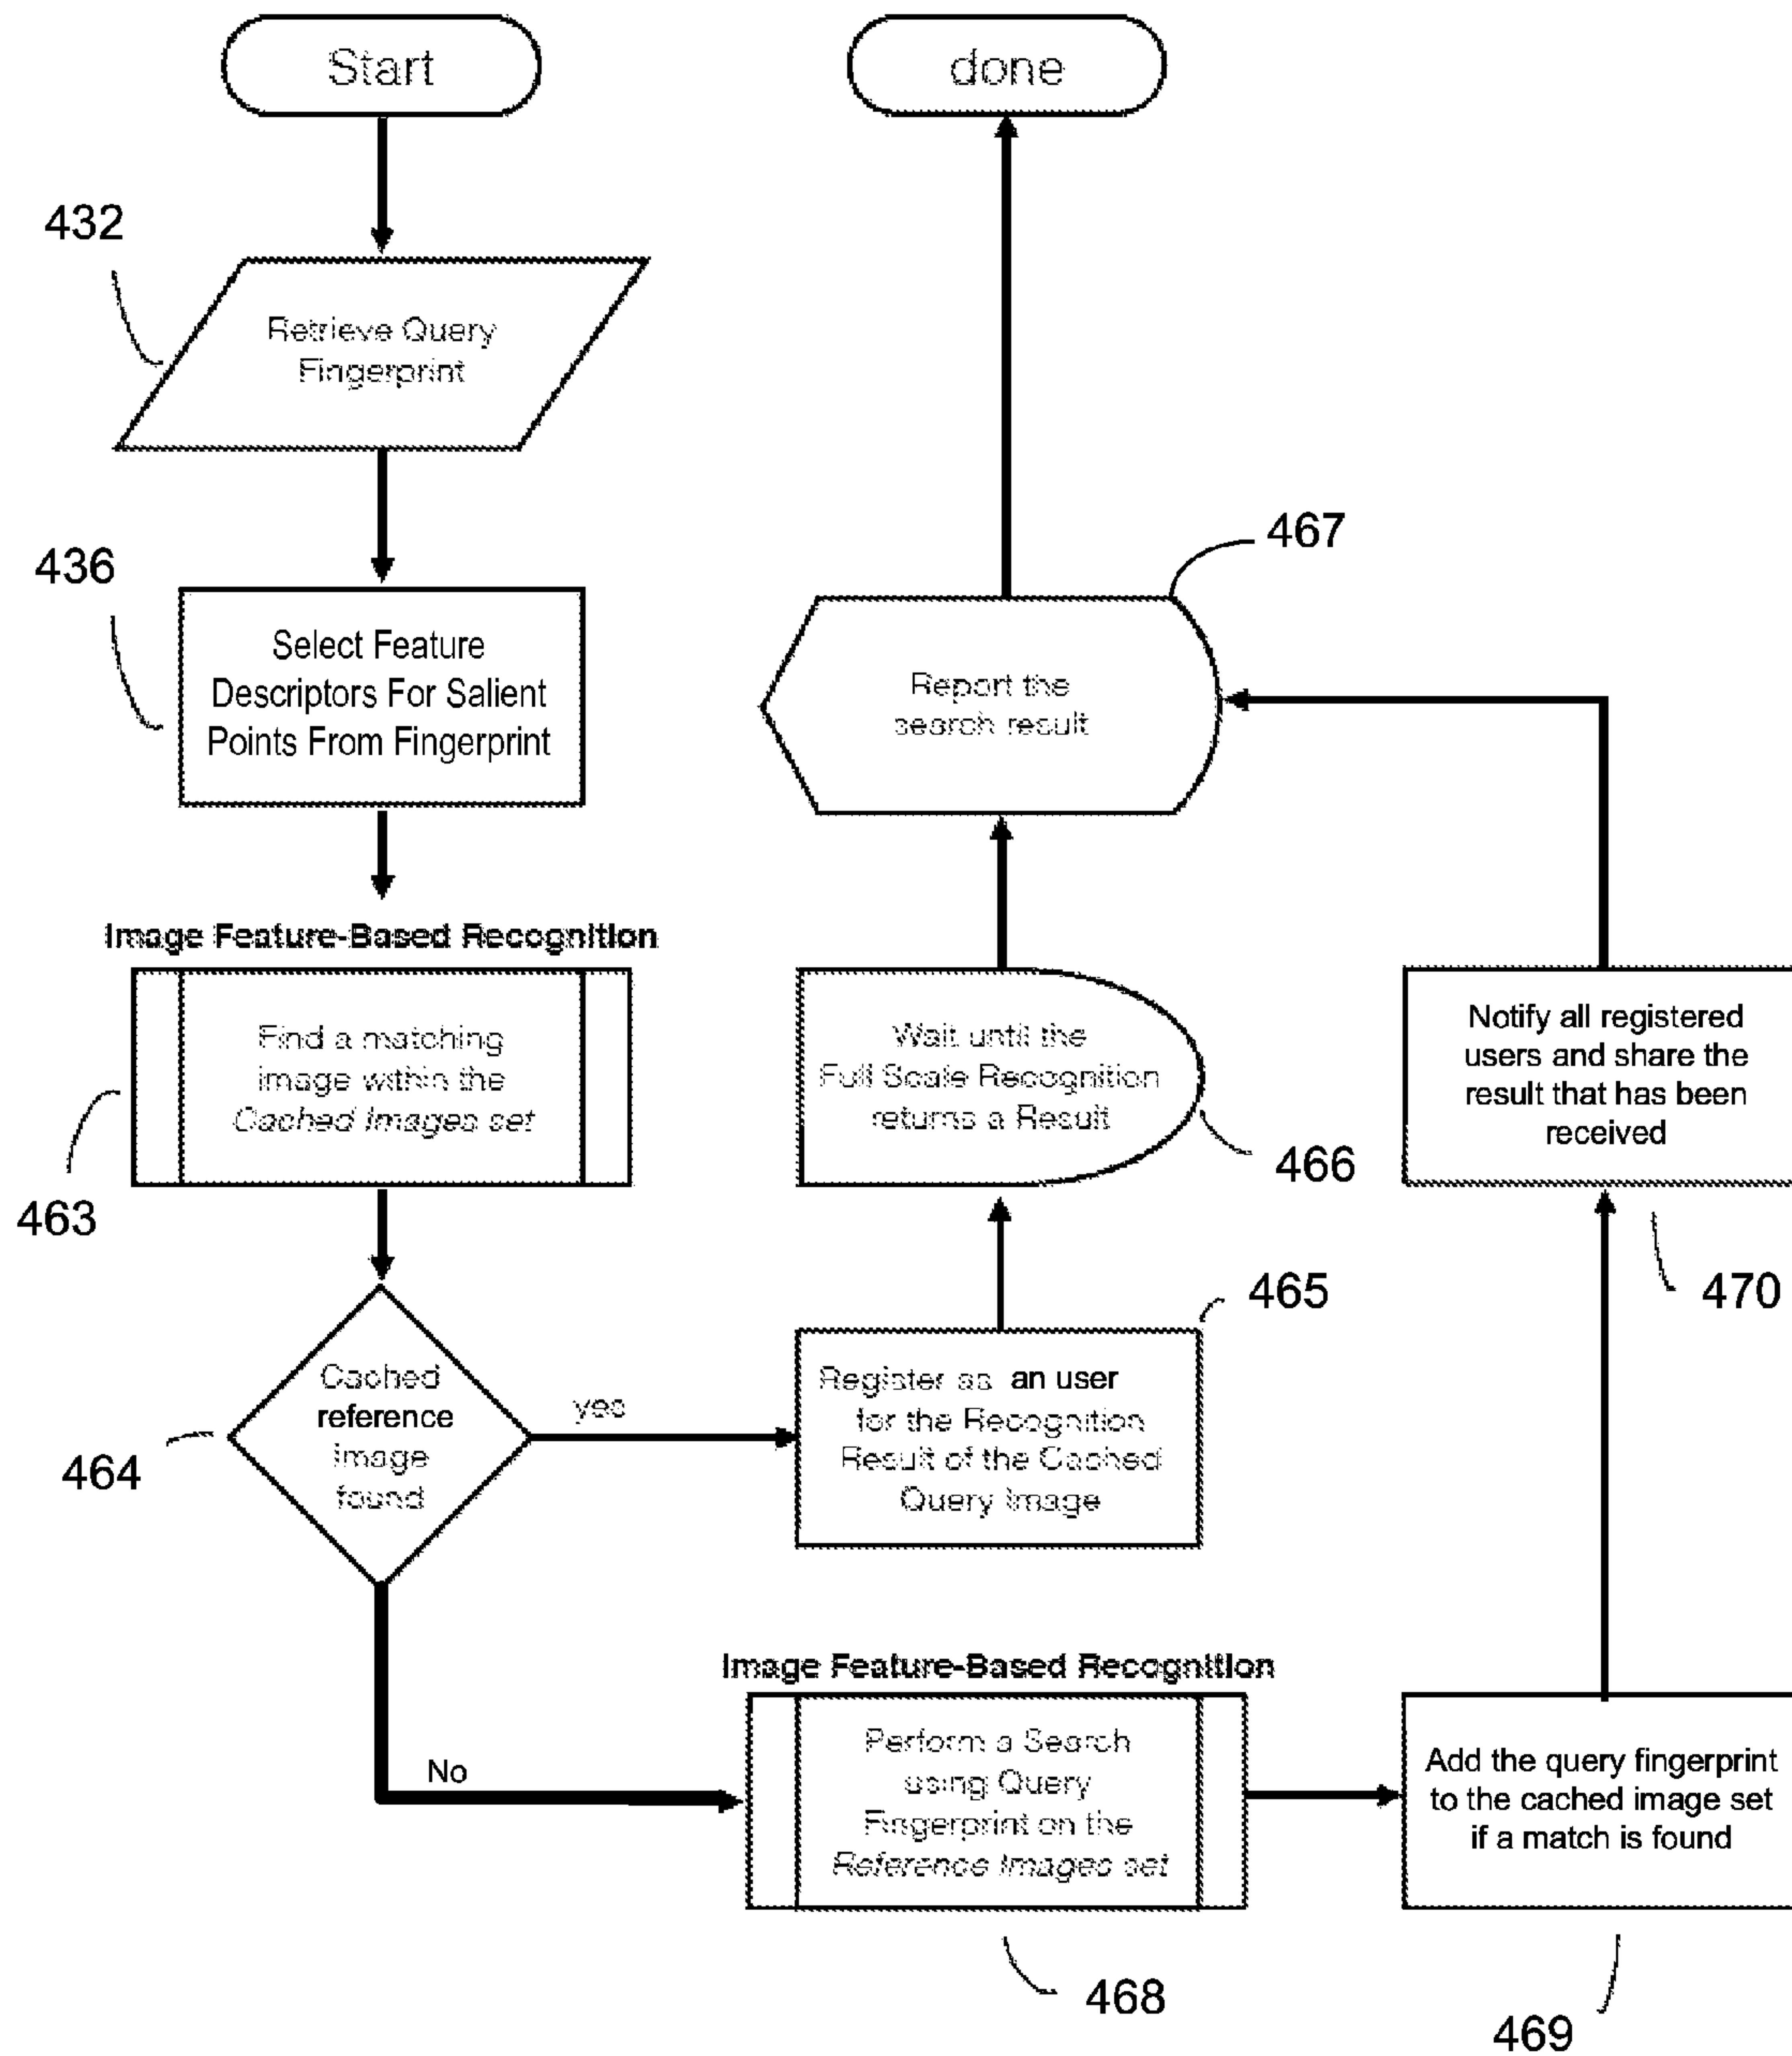 Start
done
432
Retrieve Query
Fingerprint
436
Select Feature
Descriptors For Salient
Points From Fingerprint
467
Report the
search result
Image Feature-Based Recognition
Find a matching
image within the
Cached Images set
463
Wait until the
Full Scale Recognition
returns a Result
466
Notify all registered
users and share the
result that has been
received
470
Cached
reference
image
found
464
yes
465
Register as an user
for the Recognition
Result of the Cached
Query Image
No
Image Feature-Based Recognition
Perform a Search
using Query
Fingerprint on the
Reference Images set
468
Add the query fingerprint
to the cached image set
if a match is found
469